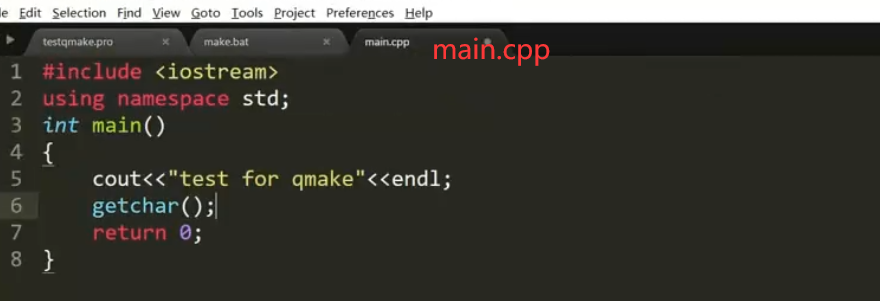 le Edit Selection Find View Goto Tools Project Preferences Help
testqmake.pro × make.bat × main.cpp
main.cpp
1 #include <iostream>
2 using namespace std;
3 int main()
4 {
5     cout<<"test for qmake"<<endl;
6     getchar();
7     return 0;
8 }